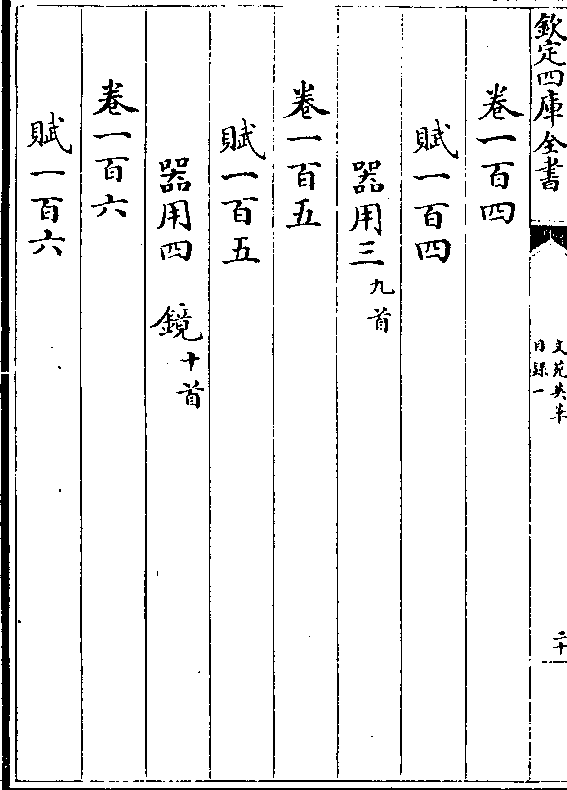 欽定四庫全書
文苑英華
目錄一
二十
卷一百四
賦一百四
器用三九首
卷一百五
賦一百五
器用四　鏡十首
卷一百六
賦一百六